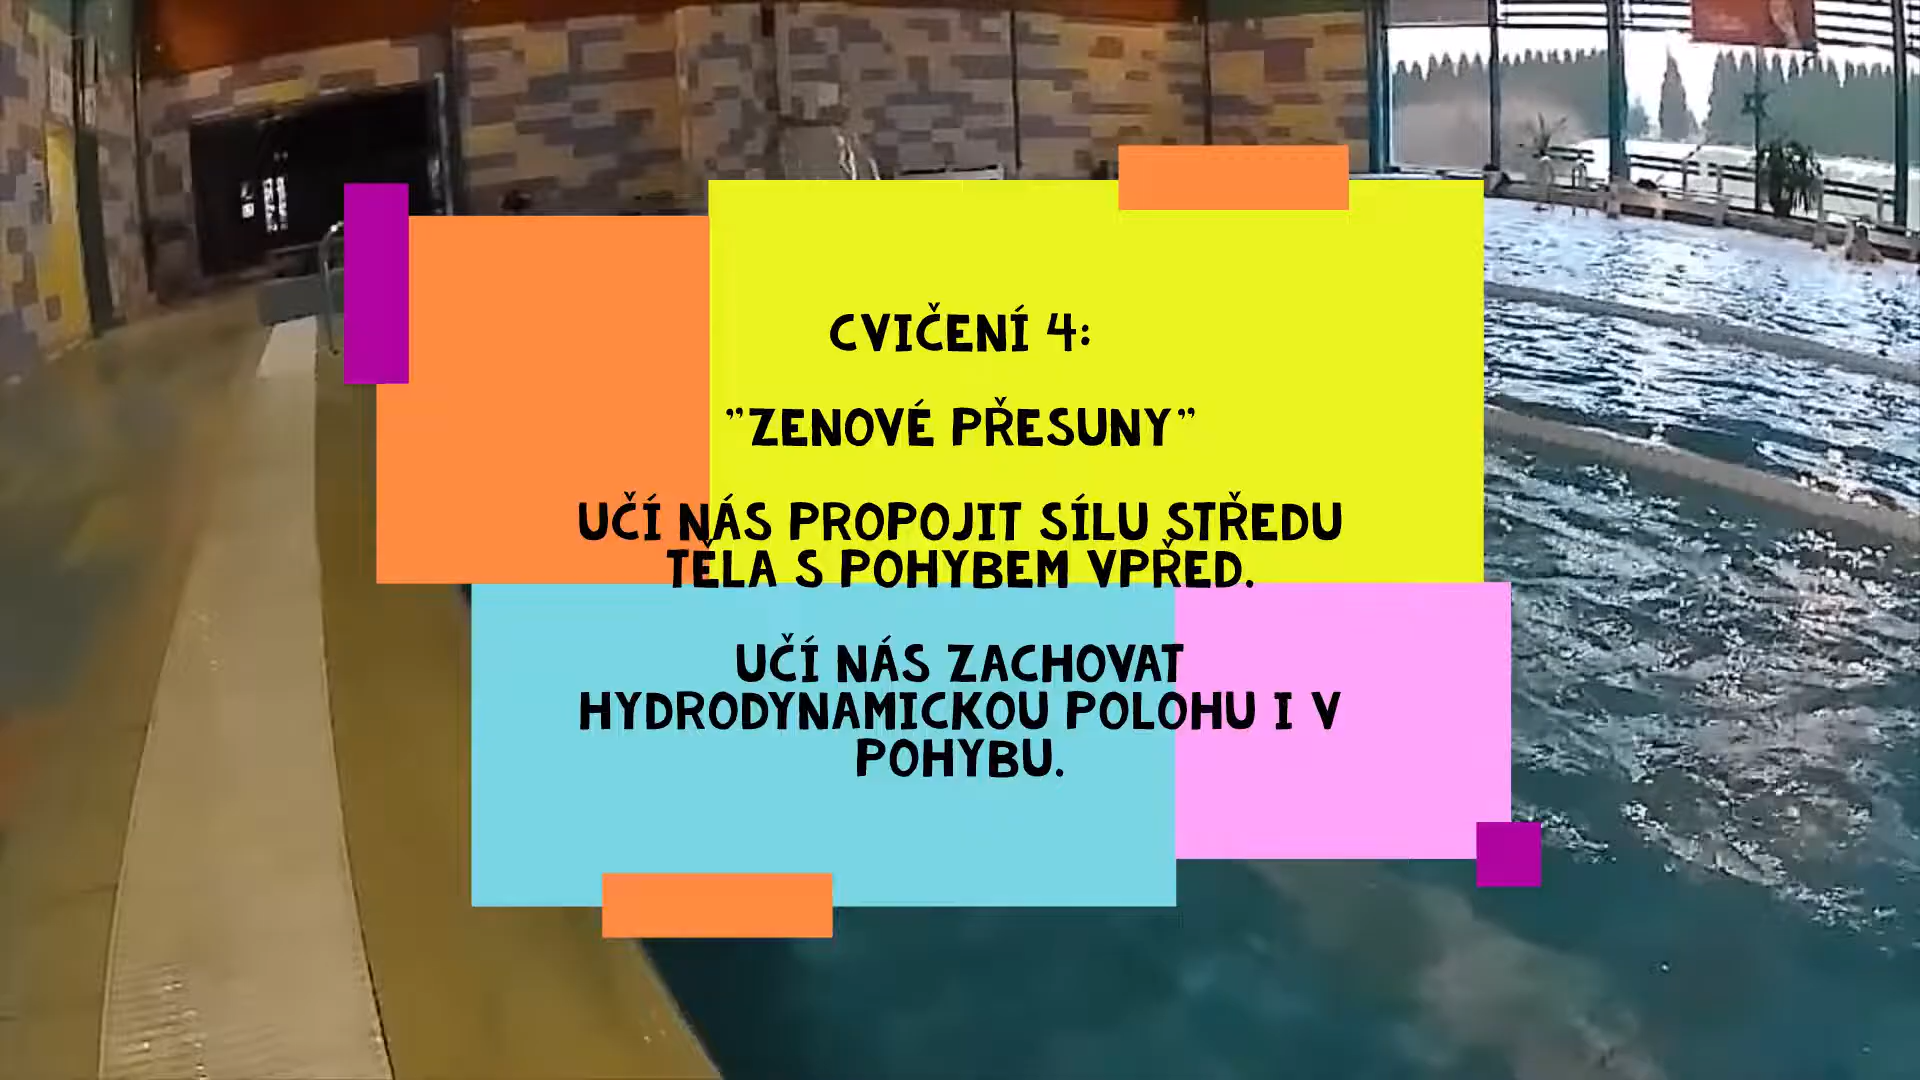 CVIČENÍ 4:
"ZENOVÉ PŘESUNY"
UČÍ NÁS PROPOJIT SÍLU STŘEDU
TĚLA S POHYBEM VPŘED.
UČÍ NÁS ZACHOVAT
HYDRODYNAMICKOU POLOHU I V
POHYBU.